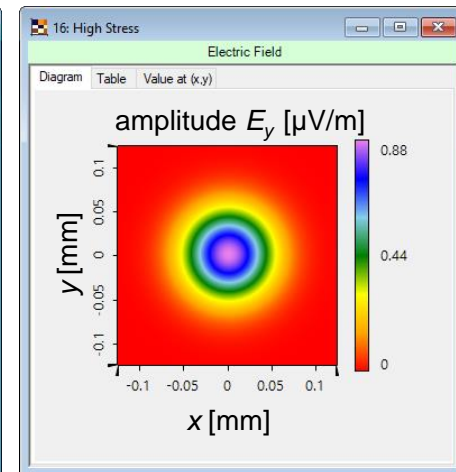 16: High Stress
Electric Field
Diagram Table Value at (x,y)
amplitude Ey [µV/m]
0.88
0.44
0
y [mm]
0.1
0.05
0
-0.05
-0.1
-0.1 -0.05 0 0.05 0.1
x [mm]